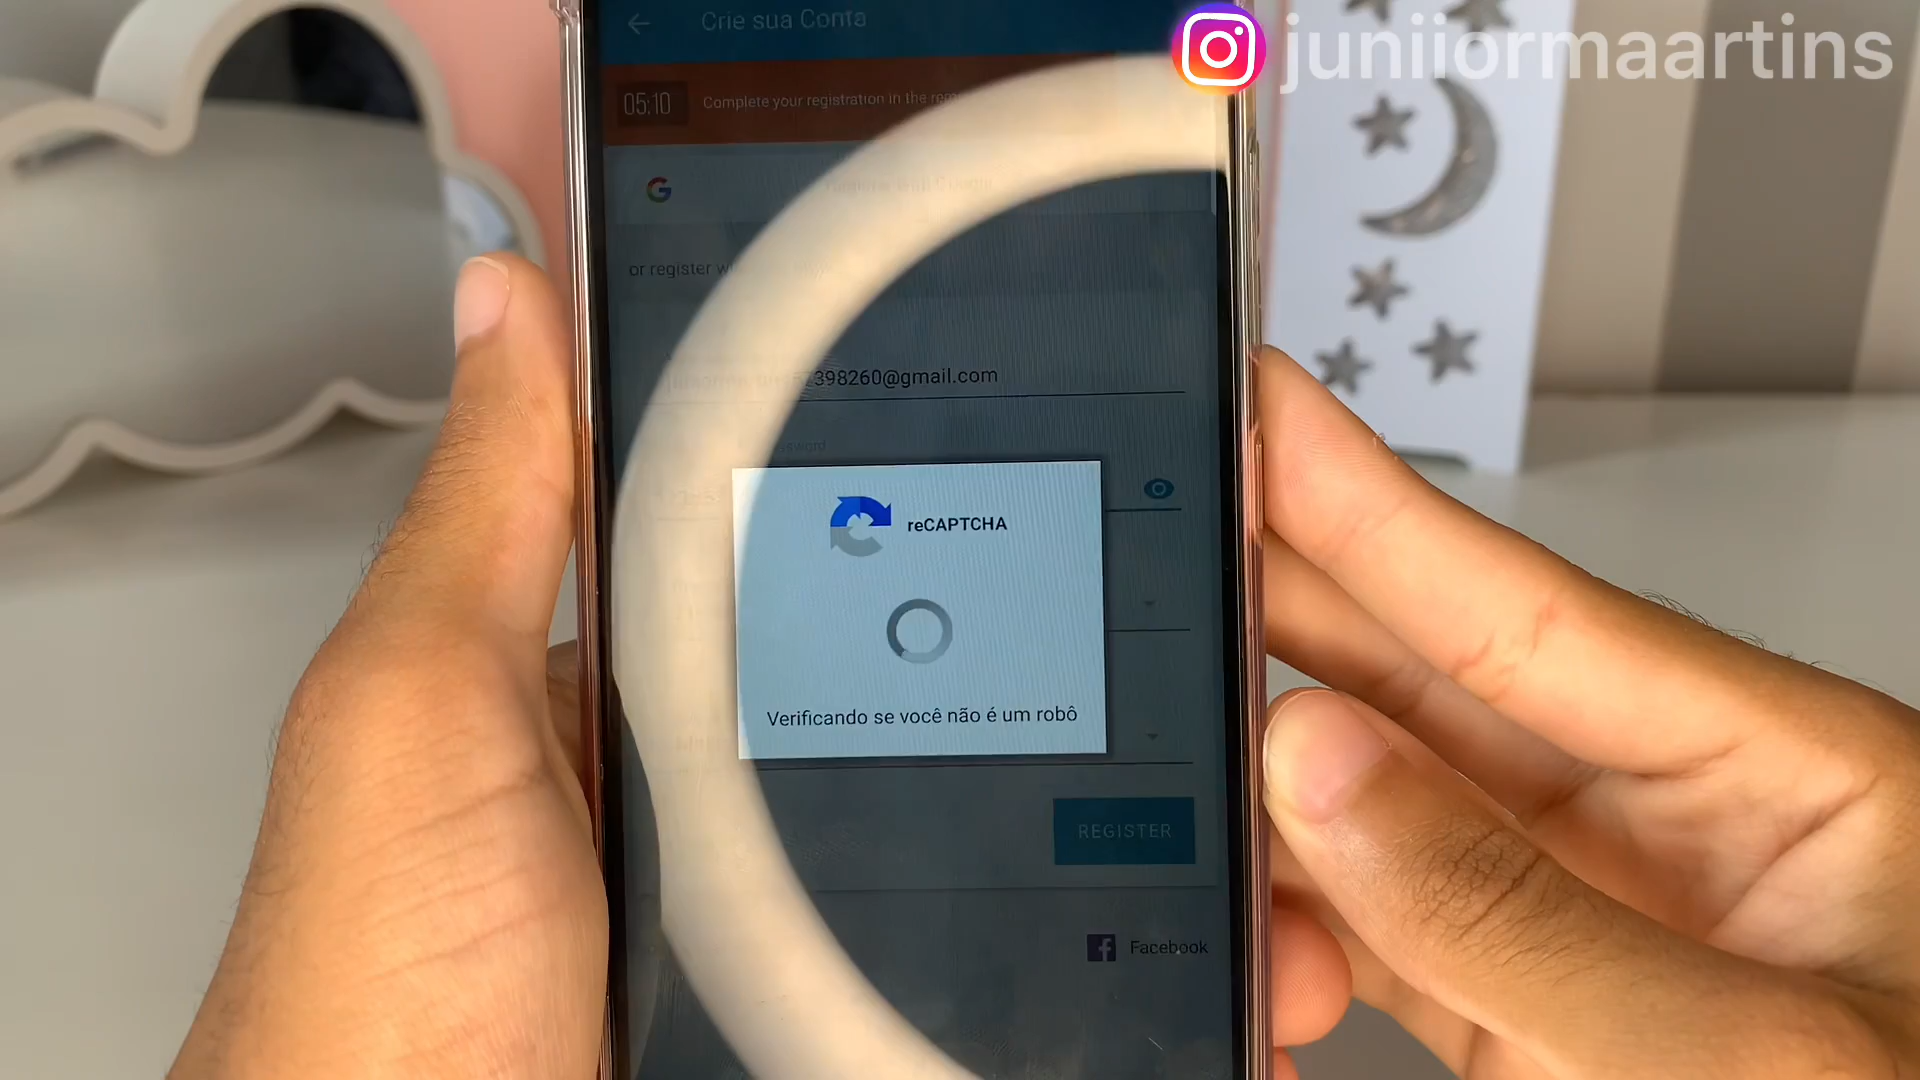 juniiormaartins
Crie sua Conta
05:10 Complete your registration in the
or register
398260@gmail.com
reCAPTCHA
Verificando se você não é um robô
REGISTER
Facebook